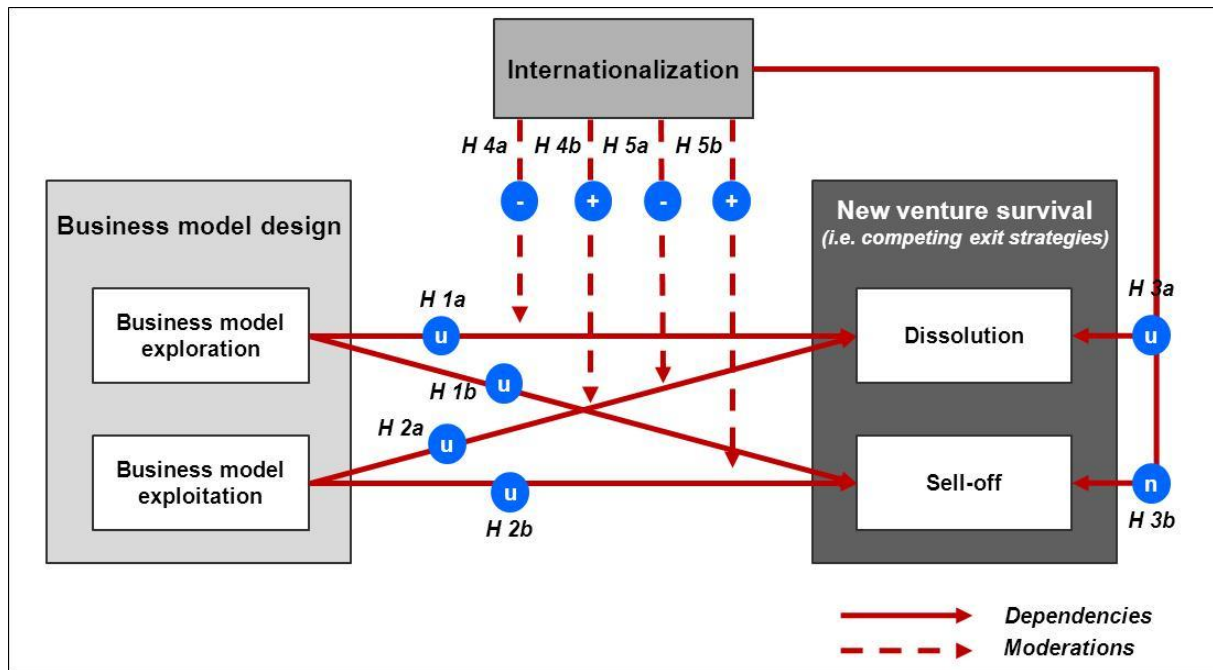 Internationalization
H 4a
H 4b
H 5a
H 5b
-
+
-
+
Business model design
New venture survival
(i.e. competing exit strategies)
H 1a
H 3a
Business model
exploration
u
Dissolution
u
H 1b
u
H 2a
u
Business model
exploitation
u
Sell-off
n
H 2b
H 3b
Dependencies
Moderations